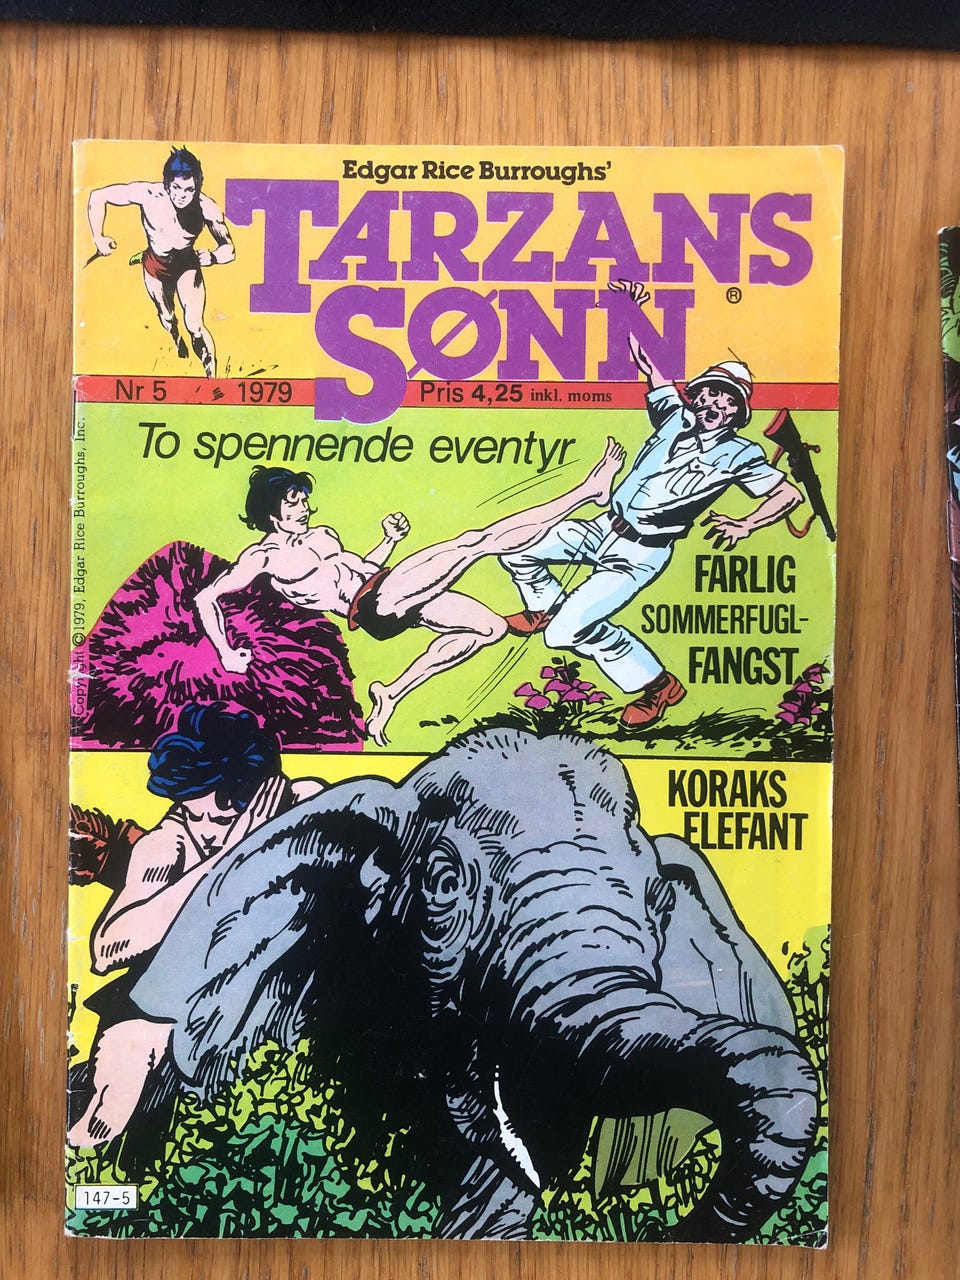 Edgar Rice Burroughs'
TARZANS
SØNN ®
Nr 5 1979 Pris 4,25 inkl. moms
To spennende eventyr
Copyright ©1979, Edgar Rice Burroughs, Inc.
FARLIG
SOMMERFUGL-
FANGST
KORAKS
ELEFANT
147-5